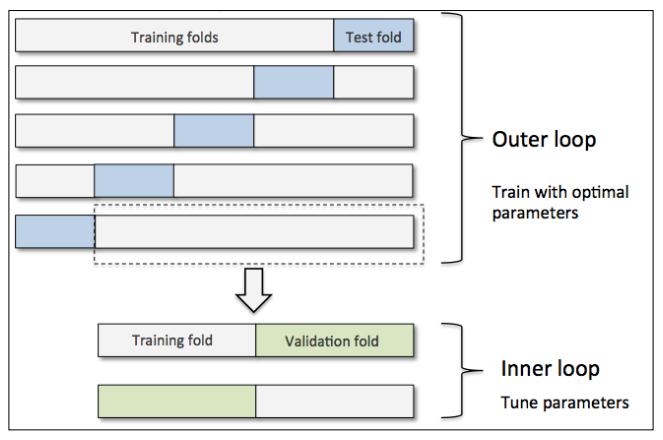 Training folds
Test fold
Outer loop
Train with optimal
parameters
Training fold
Validation fold
Inner loop
Tune parameters